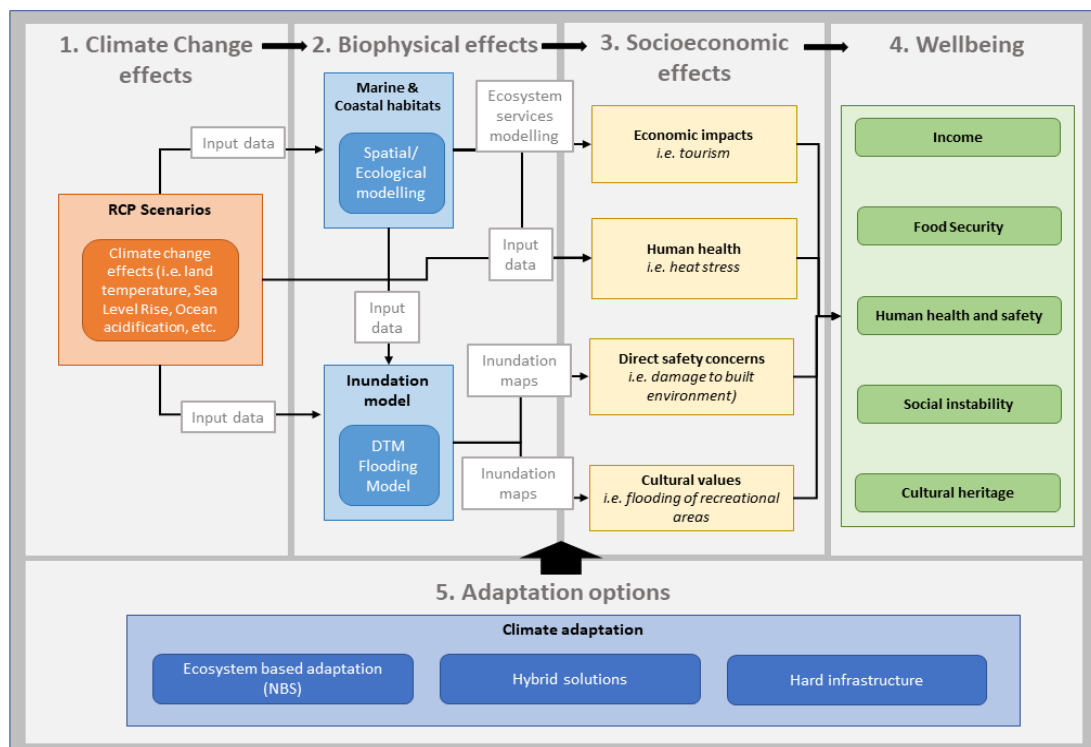 1. Climate Change
effects
2. Biophysical effects
3. Socioeconomic
effects
4. Wellbeing
Input data
RCP Scenarios
Climate change
effects (i.e. land
temperature, Sea
Level Rise, Ocean
acidification, etc.
Input data
Marine &
Coastal habitats
Spatial/
Ecological
modelling
Input
data
Inundation
model
DTM
Flooding
Model
Ecosystem
services
modelling
Input
data
Inundation
maps
Inundation
maps
Economic impacts
i.e. tourism
Human health
i.e. heat stress
Direct safety concerns
i.e. damage to built
environment)
Cultural values
i.e. flooding of recreational
areas
Income
Food Security
Human health and safety
Social instability
Cultural heritage
5. Adaptation options
Climate adaptation
Ecosystem based adaptation
(NBS)
Hybrid solutions
Hard infrastructure